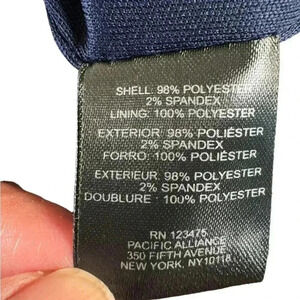 SHELL: 98% POLYESTER
2% SPANDEX
LINING: 100% POLYESTER
EXTERIOR: 98% POLIÉSTER
2% SPANDEX
FORRO: 100% POLIÉSTER
EXTERIEUR: 98% POLYESTER
2% SPANDEX
DOUBLURE : 100% POLYESTER
RN 123475
PACIFIC ALLIANCE
350 FIFTH AVENUE
NEW YORK, NY10118